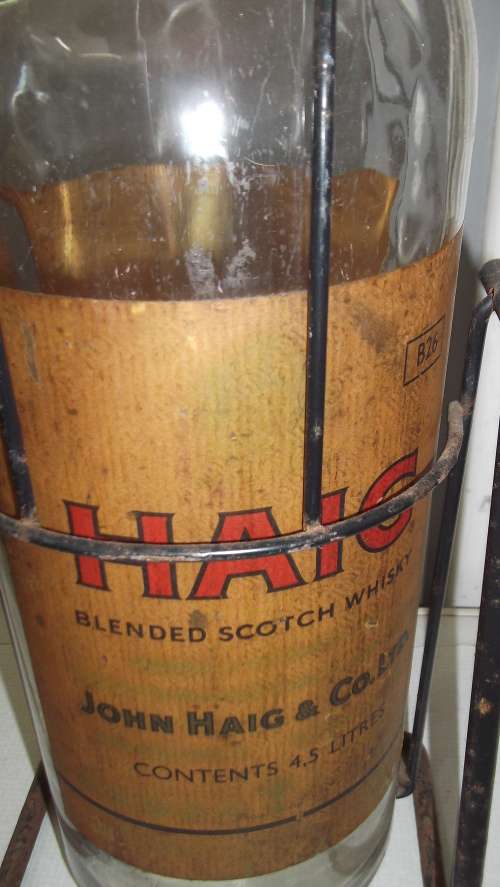 B26
HAIG
BLENDED SCOTCH WHISKY
JOHN HAIG & CO. LTD
CONTENTS 4.5 LITRES